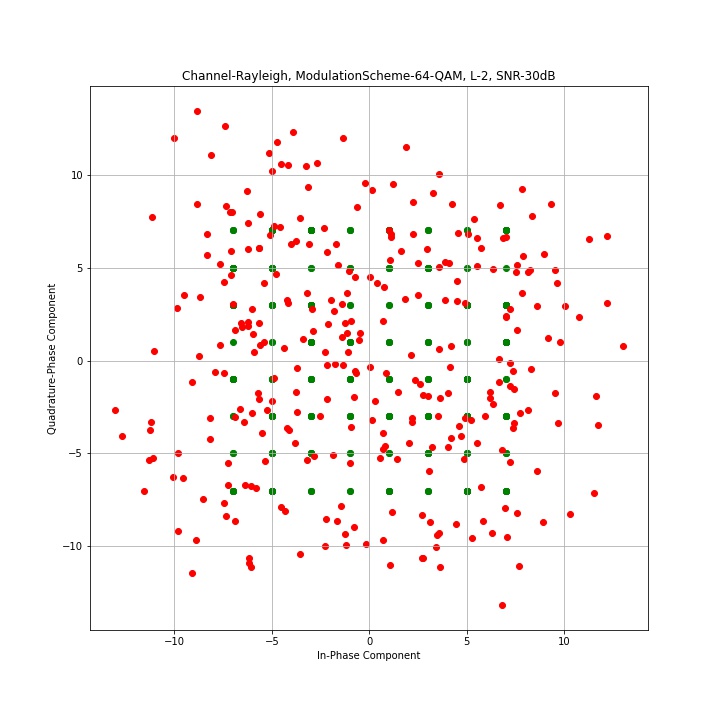 Channel-Rayleigh, ModulationScheme-64-QAM, L-2, SNR-30dB
10
5
0
−5
−10
Quadrature-Phase Component
−10 −5 0 5 10
In-Phase Component